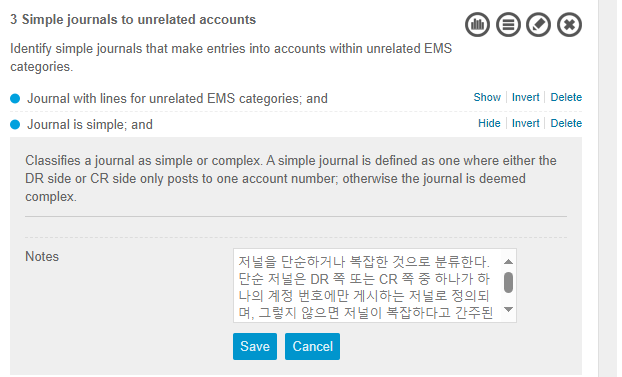 3 Simple journals to unrelated accounts
Identify simple journals that make entries into accounts within unrelated EMS
categories.
Journal with lines for unrelated EMS categories; and Show Invert Delete
Journal is simple; and Hide Invert Delete
Classifies a journal as simple or complex. A simple journal is defined as one where either the
DR side or CR side only posts to one account number; otherwise the journal is deemed
complex.
Notes
저널을 단순하거나 복잡한 것으로 분류한다.
단순 저널은 DR 쪽 또는 CR 쪽 중 하나가 하
나의 계정 번호에만 게시하는 저널로 정의되
며, 그렇지 않으면 저널이 복잡하다고 간주된
Save Cancel